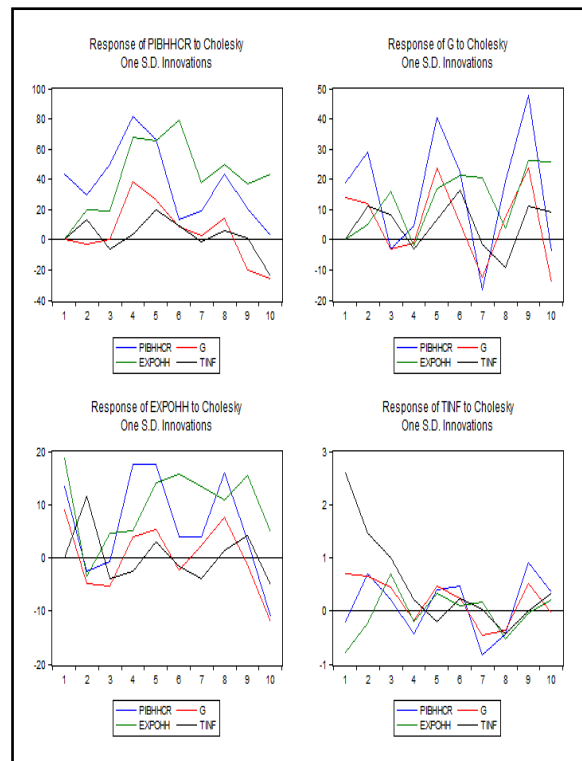 Response of PIBHHCR to Cholesky
One S.D. Innovations
100
80
60
40
20
0
-20
-40
1 2 3 4 5 6 7 8 9 10
PIBHHCR G
EXPOHH TINF
Response of G to Cholesky
One S.D. Innovations
50
40
30
20
10
0
-10
-20
1 2 3 4 5 6 7 8 9 10
PIBHHCR G
EXPOHH TINF
Response of EXPOHH to Cholesky
One S.D. Innovations
20
10
0
-10
-20
1 2 3 4 5 6 7 8 9 10
PIBHHCR G
EXPOHH TINF
Response of TINF to Cholesky
One S.D. Innovations
3
2
1
0
-1
1 2 3 4 5 6 7 8 9 10
PIBHHCR G
EXPOHH TINF